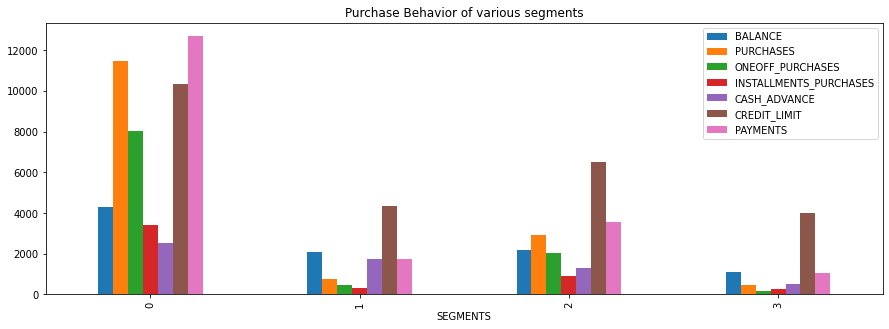 Purchase Behavior of various segments
BALANCE
PURCHASES
ONEOFF_PURCHASES
INSTALLMENTS_PURCHASES
CASH_ADVANCE
CREDIT_LIMIT
PAYMENTS
12000
10000
8000
6000
4000
2000
0
0
1
2
3
SEGMENTS